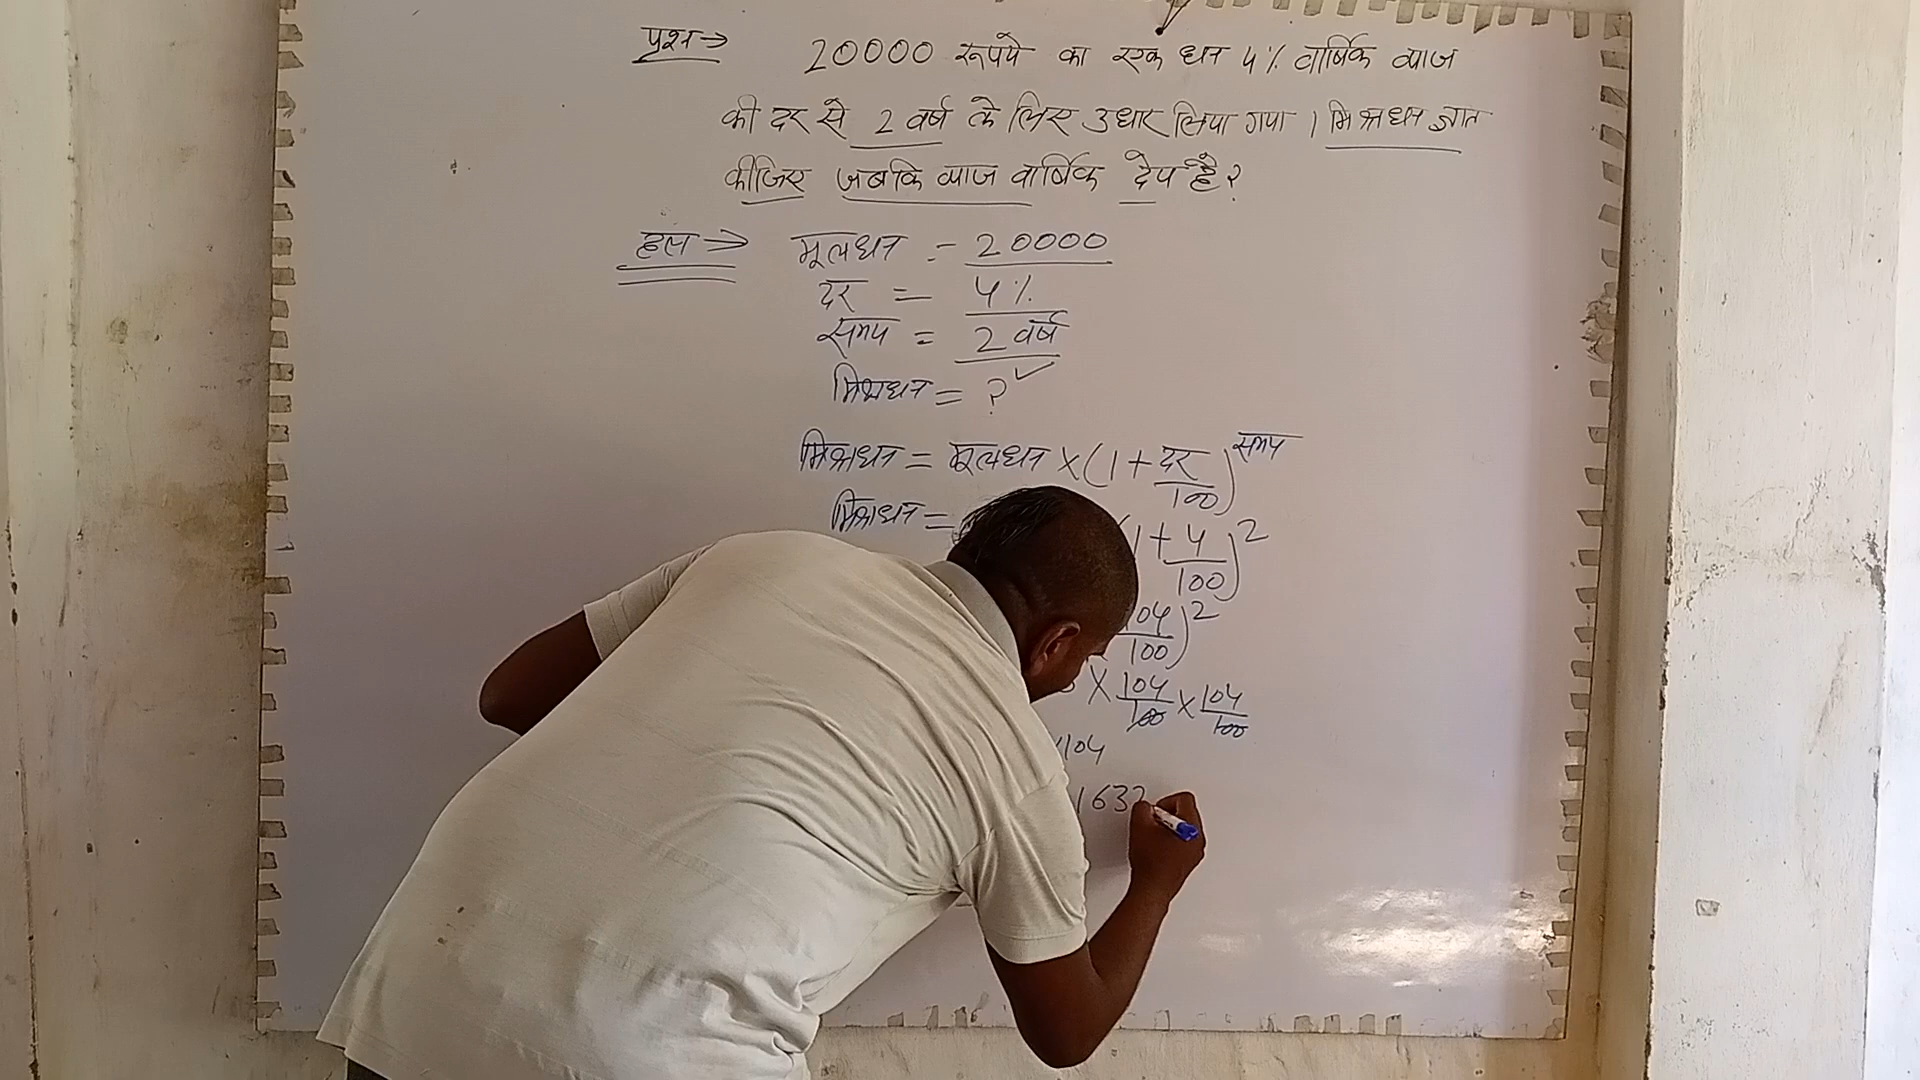 प्रश्न→ 20000 रूपये का एक धन 4% वार्षिक व्याज
की दर से 2 वर्ष के लिए उधार लिया गया । मिश्रधन ज्ञात
कीजिए जबकि व्याज वार्षिक देय है?
हल→ मूलधन = 20000
दर = 4%
समय = 2 वर्ष
मिश्रधन = ? ✓
मिश्रधन = मूलधन × (1 + दर/100)^समय
मिश्रधन = (1 + 4/100)^2
104/100)^2
× 104/100 × 104/100
104
1632